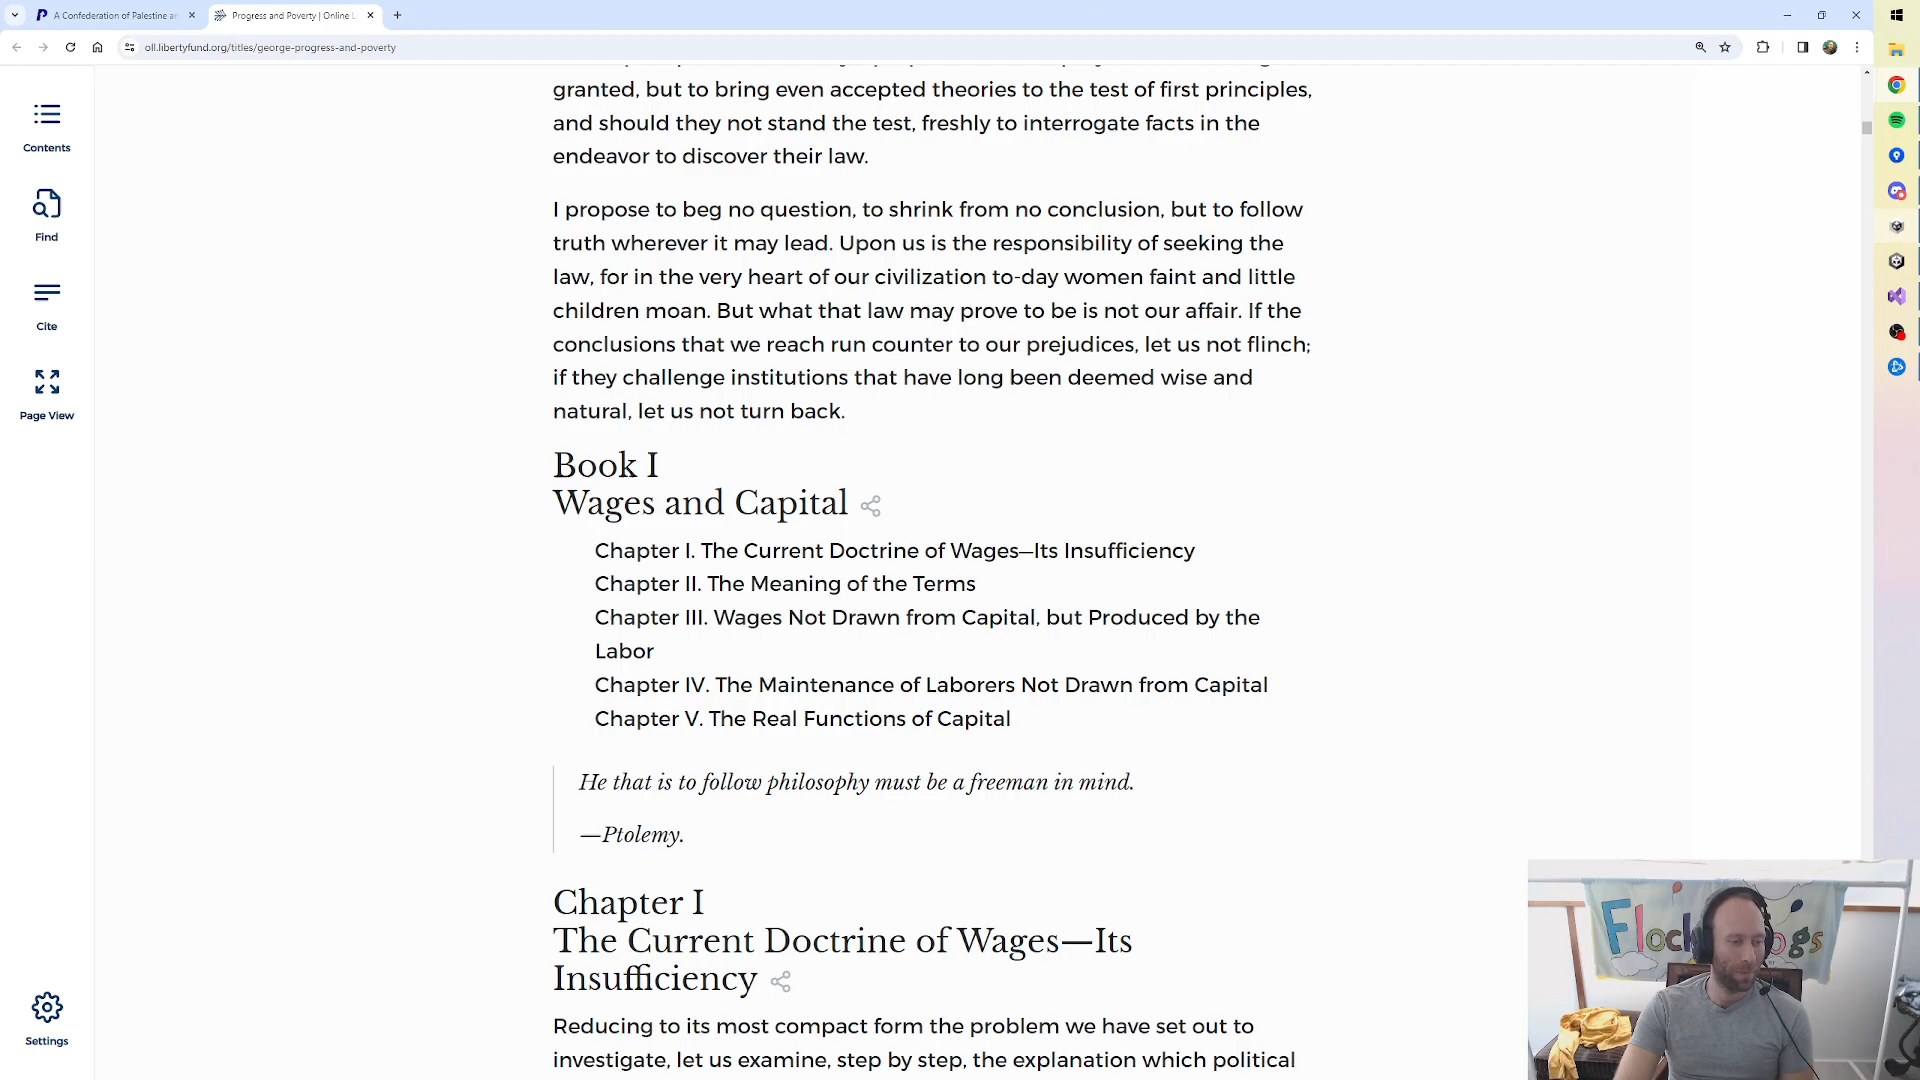 A Confederation of Palestine an
Progress and Poverty | Online L
oll.libertyfund.org/titles/george-progress-and-poverty
Contents
Find
Cite
Page View
Settings
granted, but to bring even accepted theories to the test of first principles,
and should they not stand the test, freshly to interrogate facts in the
endeavor to discover their law.
I propose to beg no question, to shrink from no conclusion, but to follow
truth wherever it may lead. Upon us is the responsibility of seeking the
law, for in the very heart of our civilization to-day women faint and little
children moan. But what that law may prove to be is not our affair. If the
conclusions that we reach run counter to our prejudices, let us not flinch;
if they challenge institutions that have long been deemed wise and
natural, let us not turn back.
Book I
Wages and Capital
Chapter I. The Current Doctrine of Wages—Its Insufficiency
Chapter II. The Meaning of the Terms
Chapter III. Wages Not Drawn from Capital, but Produced by the
Labor
Chapter IV. The Maintenance of Laborers Not Drawn from Capital
Chapter V. The Real Functions of Capital
He that is to follow philosophy must be a freeman in mind.
—Ptolemy.
Chapter I
The Current Doctrine of Wages—Its
Insufficiency
Reducing to its most compact form the problem we have set out to
investigate, let us examine, step by step, the explanation which political